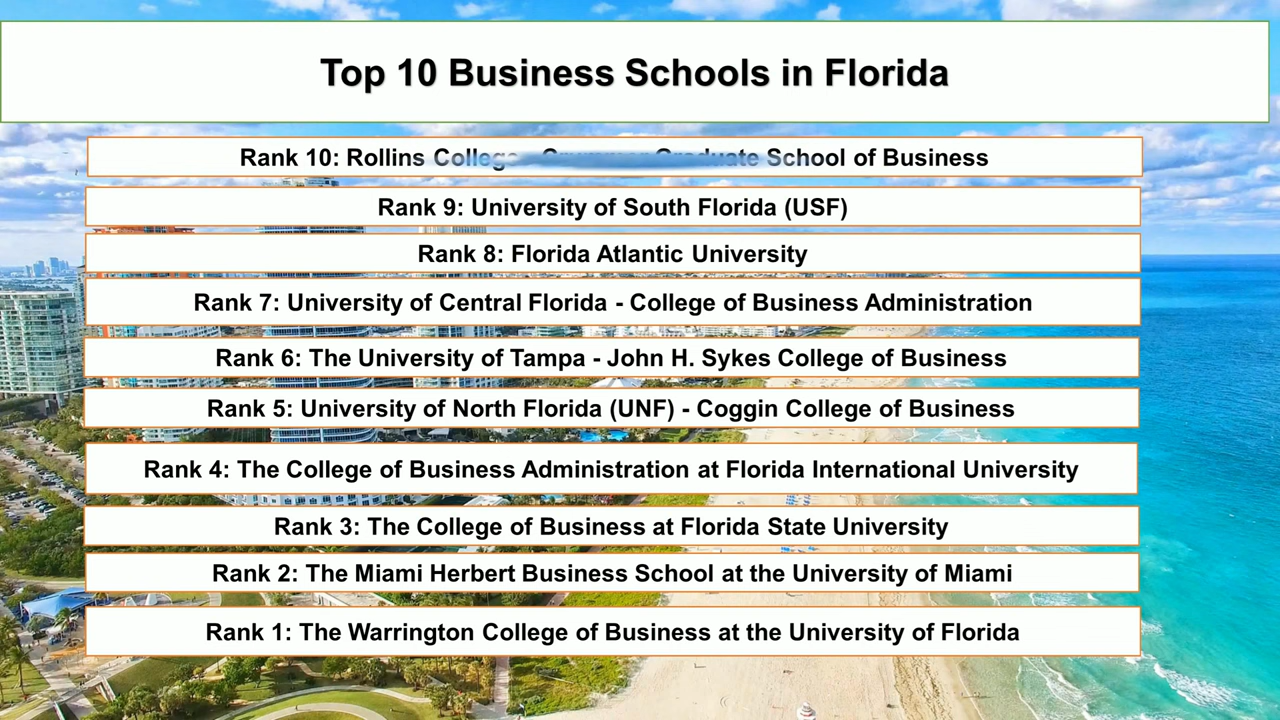 Top 10 Business Schools in Florida
Rank 10: Rollins College - Graduate School of Business
Rank 9: University of South Florida (USF)
Rank 8: Florida Atlantic University
Rank 7: University of Central Florida - College of Business Administration
Rank 6: The University of Tampa - John H. Sykes College of Business
Rank 5: University of North Florida (UNF) - Coggin College of Business
Rank 4: The College of Business Administration at Florida International University
Rank 3: The College of Business at Florida State University
Rank 2: The Miami Herbert Business School at the University of Miami
Rank 1: The Warrington College of Business at the University of Florida